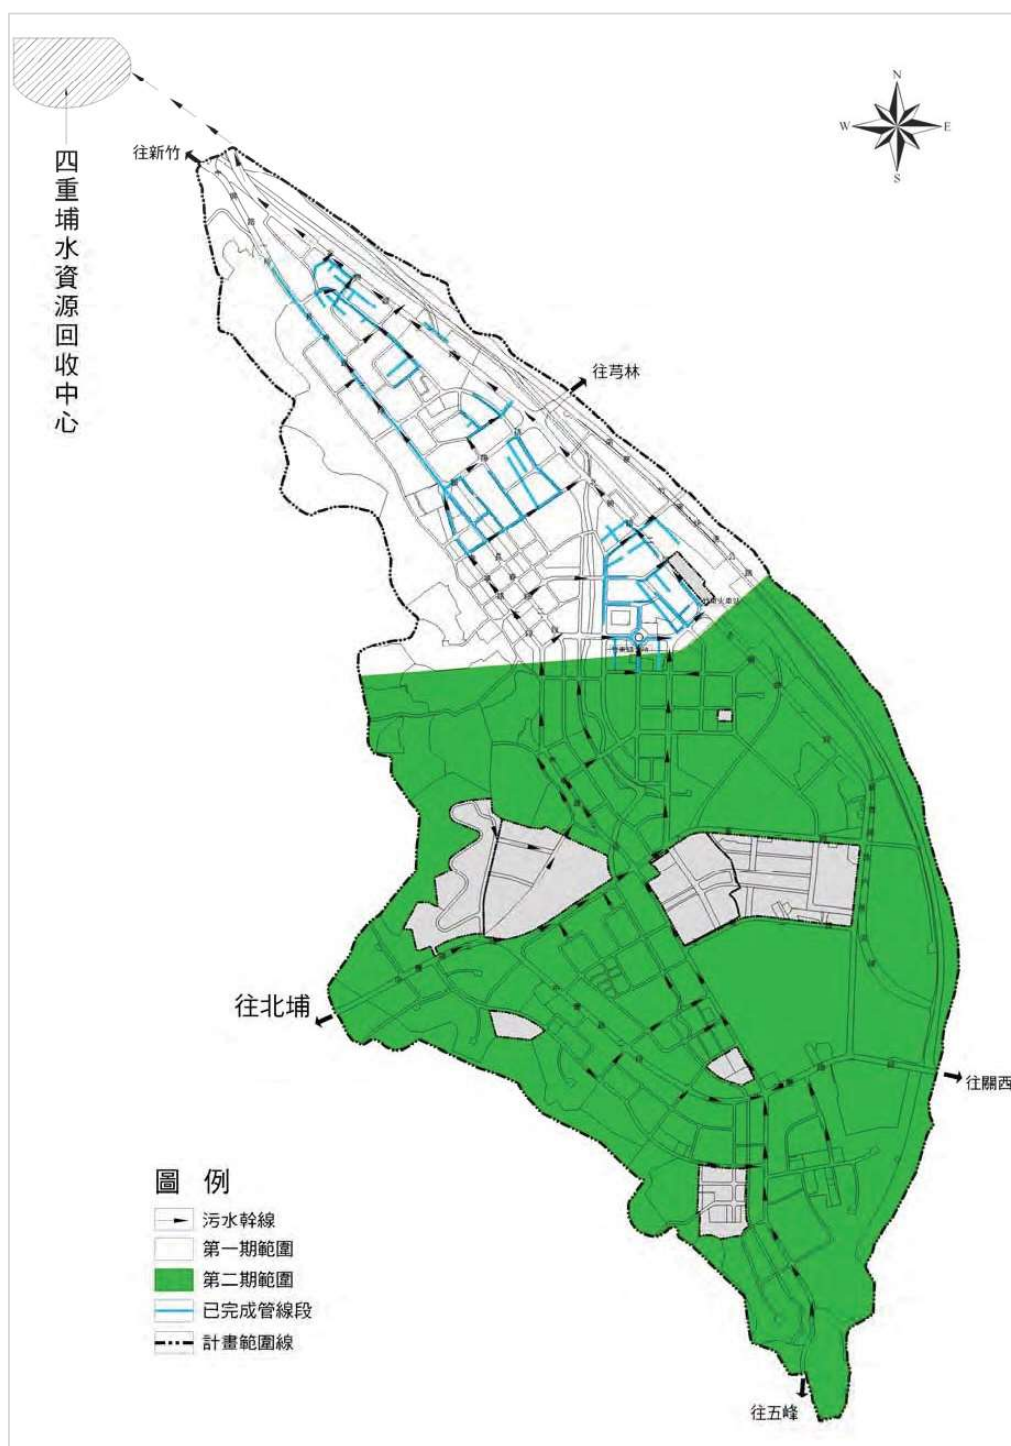 N
W
E
S
往新竹
四重埔水資源回收中心
往芎林
往北埔
往關西
圖 例
污水幹線
第一期範圍
第二期範圍
已完成管線段
計畫範圍線
往五峰